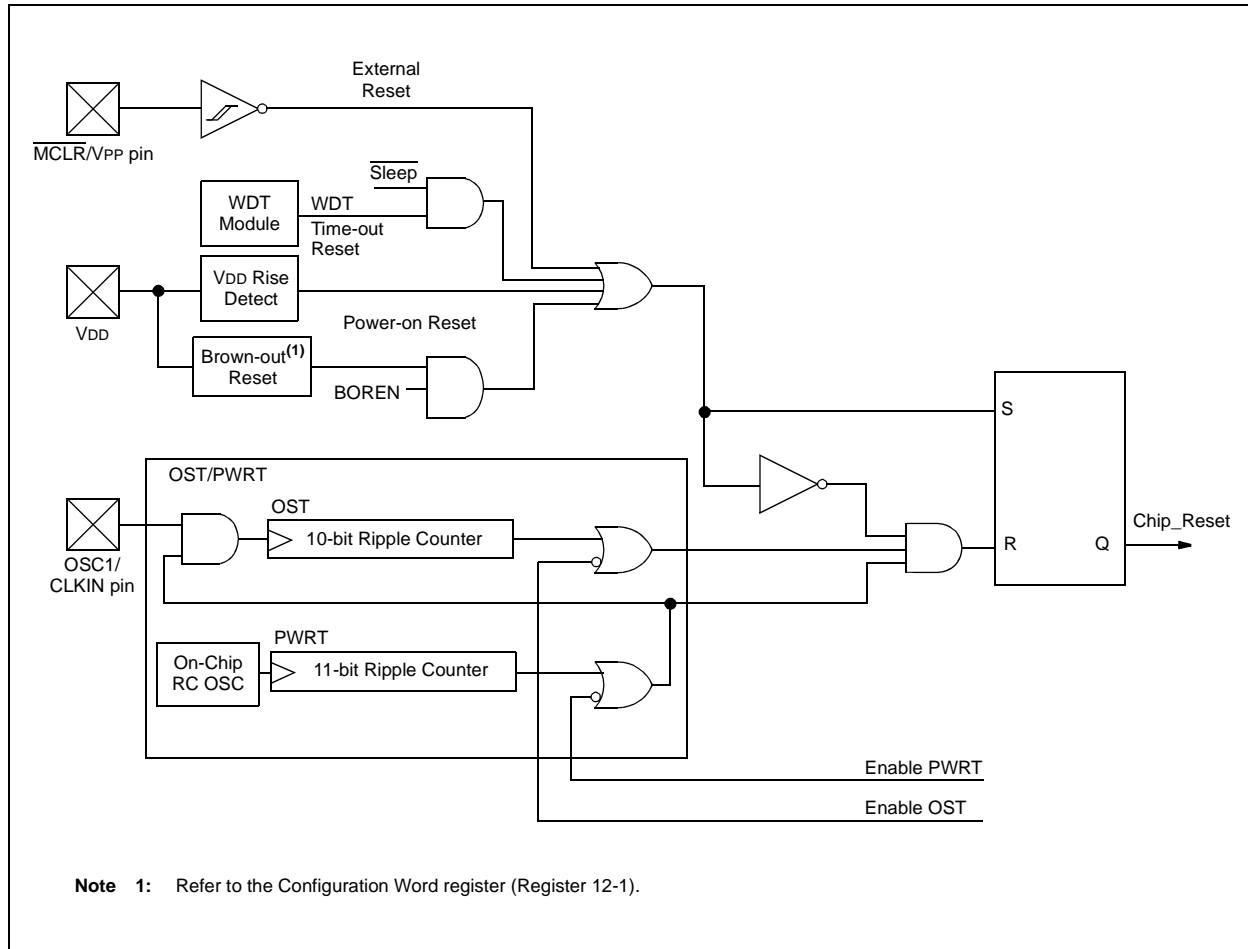 External
Reset
MCLR/VPP pin
Sleep
WDT
Module
WDT
Time-out
Reset
VDD
VDD Rise
Detect
Power-on Reset
Brown-out(1)
Reset
BOREN
S
OST/PWRT
OST
10-bit Ripple Counter
OSC1/
CLKIN pin
Chip_Reset
R
Q
PWRT
On-Chip
RC OSC
11-bit Ripple Counter
Enable PWRT
Enable OST
Note 1: Refer to the Configuration Word register (Register 12-1).